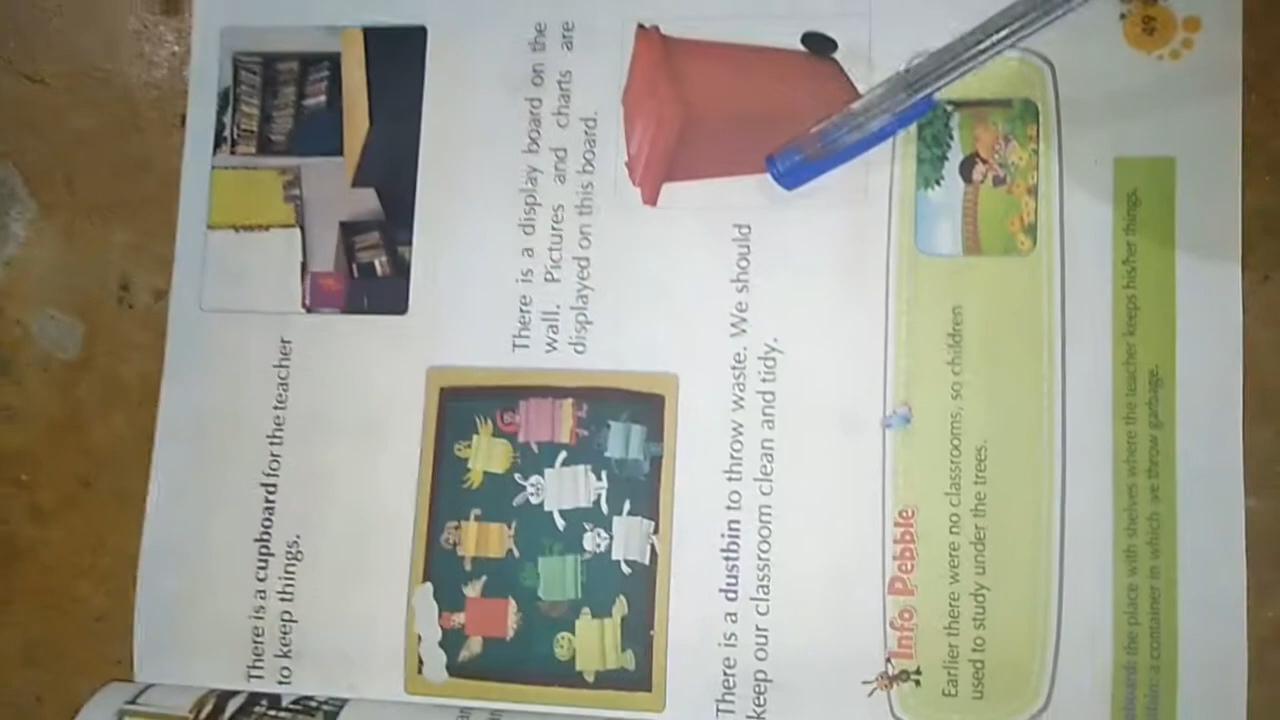 There is a cupboard for the teacher
to keep things.
There is a display board on the
wall. Pictures and charts are
displayed on this board.
There is a dustbin to throw waste. We should
keep our classroom clean and tidy.
Info Pebble
Earlier there were no classrooms, so children
used to study under the trees.
the place with shelves where the teacher keeps his/her things.
a container in which we throw garbage.
49